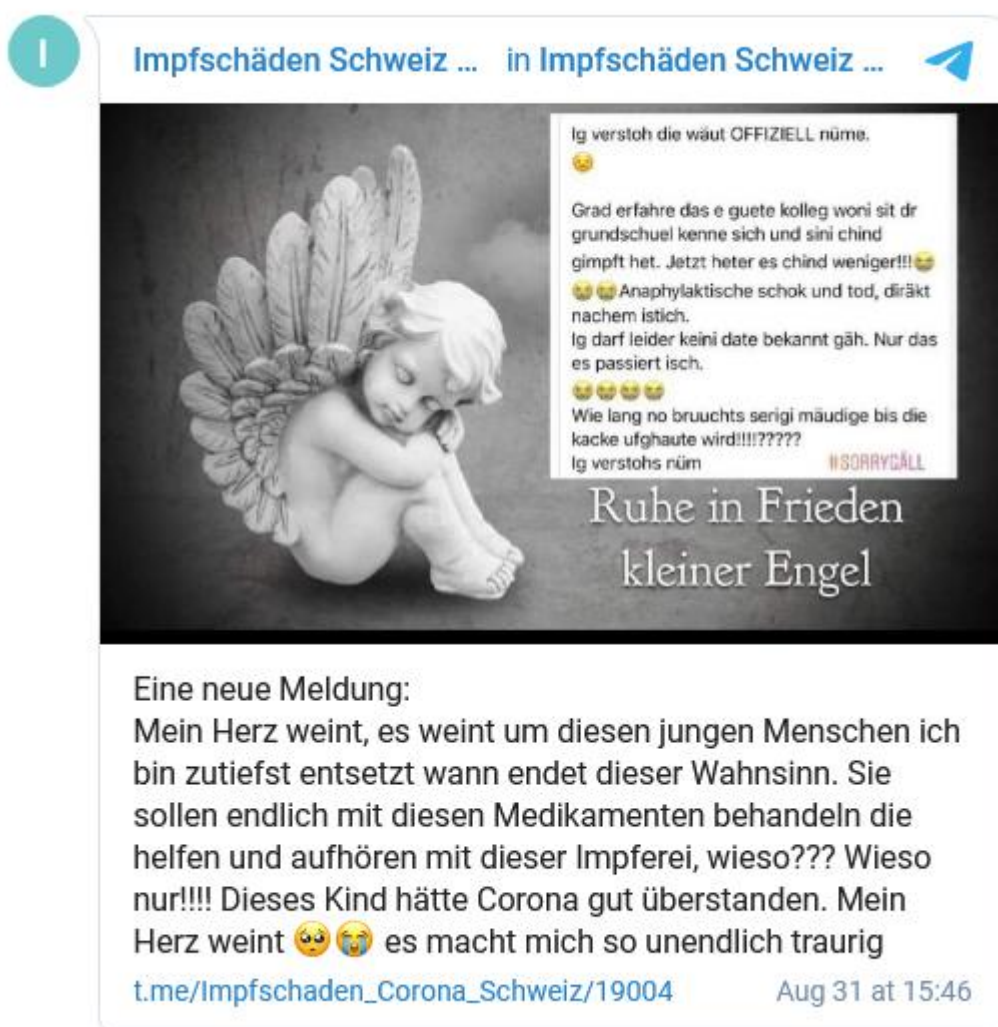 I
Impfschäden Schweiz ... in Impfschäden Schweiz ...
Ig verstoh die wäut OFFIZIELL nüme.
😣
Grad erfahre das e guete kolleg woni sit dr
grundschuel kenne sich und sini chind
gimpft het. Jetzt heter es chind weniger!!!😭
😭😭Anaphylaktische schok und tod, diräkt
nachem istich.
Ig darf leider keini date bekannt gäh. Nur das
es passiert isch.
😭😭😭😭
Wie lang no bruuchts serigi mäudige bis die
kacke ufghaute wird!!!!?????
Ig verstohs nüm
#SORRYGÄLL
Ruhe in Frieden
kleiner Engel
Eine neue Meldung:
Mein Herz weint, es weint um diesen jungen Menschen ich
bin zutiefst entsetzt wann endet dieser Wahnsinn. Sie
sollen endlich mit diesen Medikamenten behandeln die
helfen und aufhören mit dieser Impferei, wieso??? Wieso
nur!!!! Dieses Kind hätte Corona gut überstanden. Mein
Herz weint 🥺😭 es macht mich so unendlich traurig
t.me/Impfschaden_Corona_Schweiz/19004 Aug 31 at 15:46